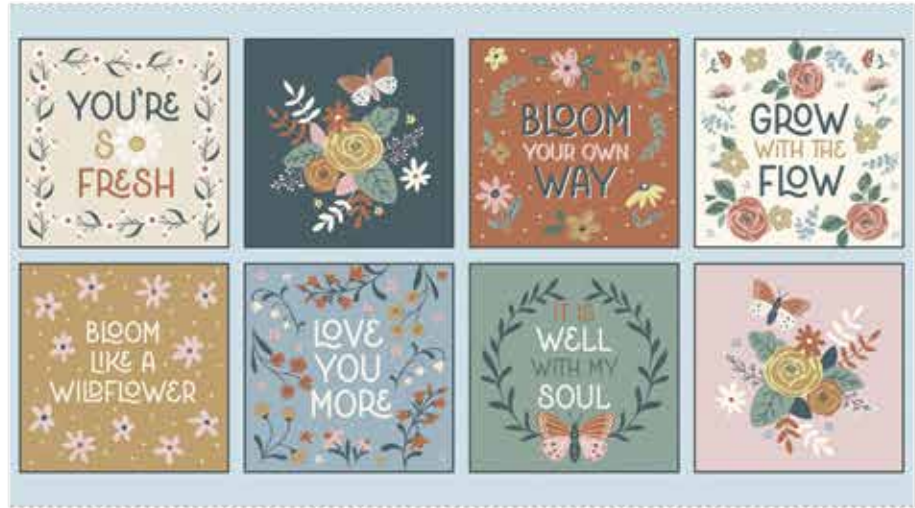 YOU'RE
SO
FRESH
BLOOM
YOUR OWN
WAY
GROW
WITH THE
FLOW
BLOOM
LIKE A
WILDFLOWER
LOVE
YOU
MORE
IT IS
WELL
WITH MY
SOUL